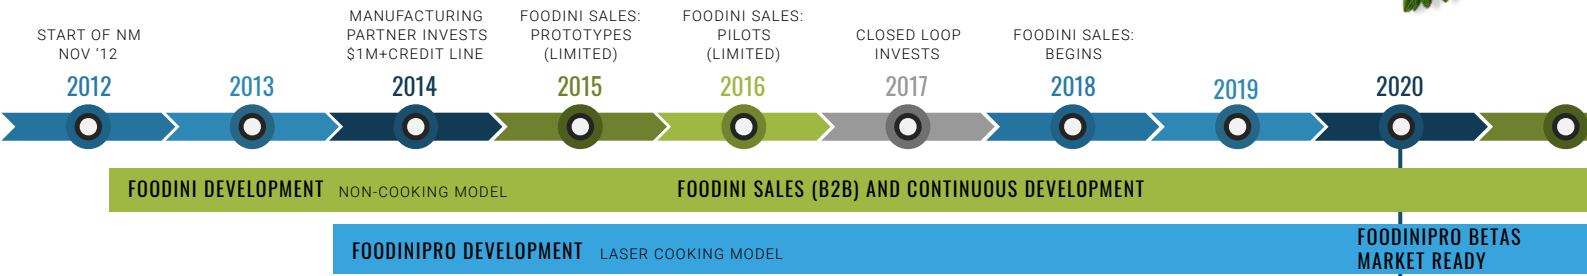 START OF NM
NOV ‘12
MANUFACTURING
PARTNER INVESTS
$1M+CREDIT LINE
FOODINI SALES:
PROTOTYPES
(LIMITED)
FOODINI SALES:
PILOTS
(LIMITED)
CLOSED LOOP
INVESTS
FOODINI SALES:
BEGINS
2012
2013
2014
2015
2016
2017
2018
2019
2020
FOODINI DEVELOPMENT NON-COOKING MODEL
FOODINI SALES (B2B) AND CONTINUOUS DEVELOPMENT
FOODINIPRO DEVELOPMENT LASER COOKING MODEL
FOODINIPRO BETAS
MARKET READY